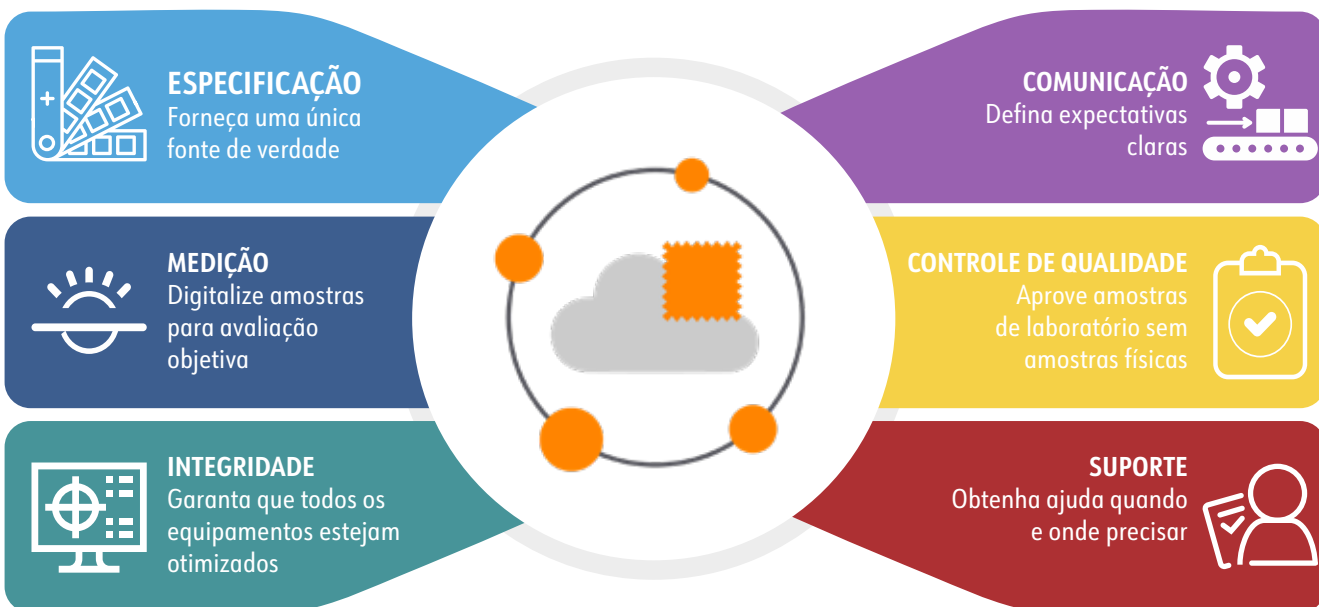 ESPECIFICAÇÃO
Forneça uma única
fonte de verdade
MEDIÇÃO
Digitalize amostras
para avaliação
objetiva
INTEGRIDADE
Garanta que todos os
equipamentos estejam
otimizados
COMUNICAÇÃO
Defina expectativas
claras
CONTROLE DE QUALIDADE
Aprove amostras
de laboratório sem
amostras físicas
SUPORTE
Obtenha ajuda quando
e onde precisar